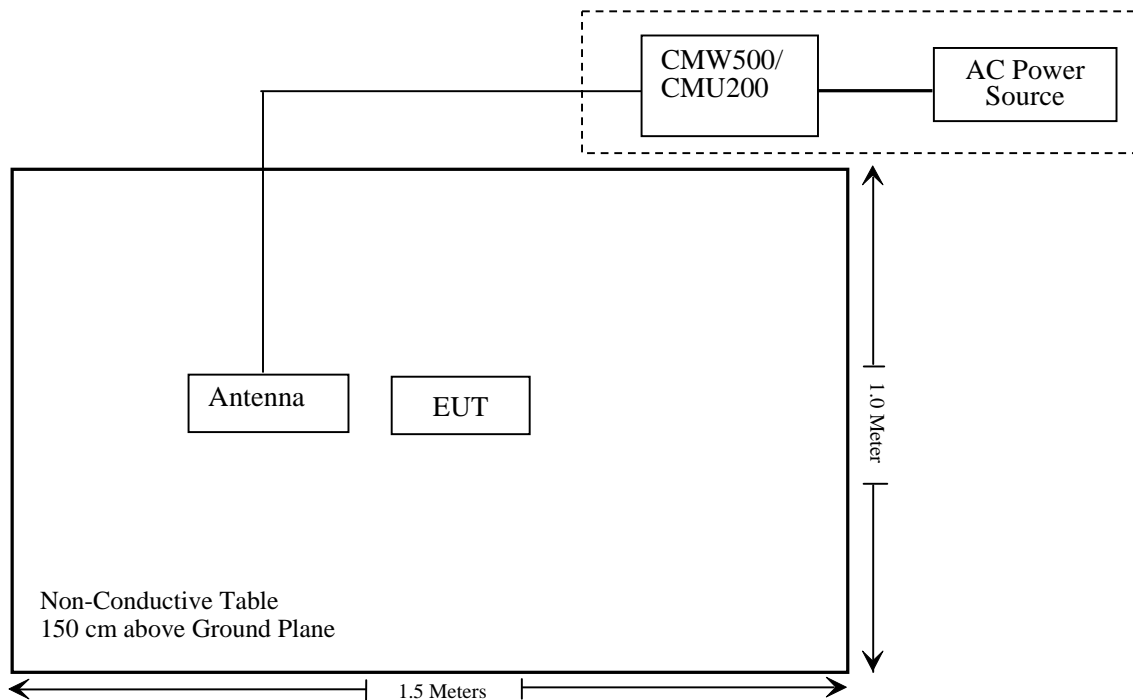 CMW500/
CMU200
AC Power
Source
Antenna
EUT
1.0 Meter
Non-Conductive Table
150 cm above Ground Plane
1.5 Meters